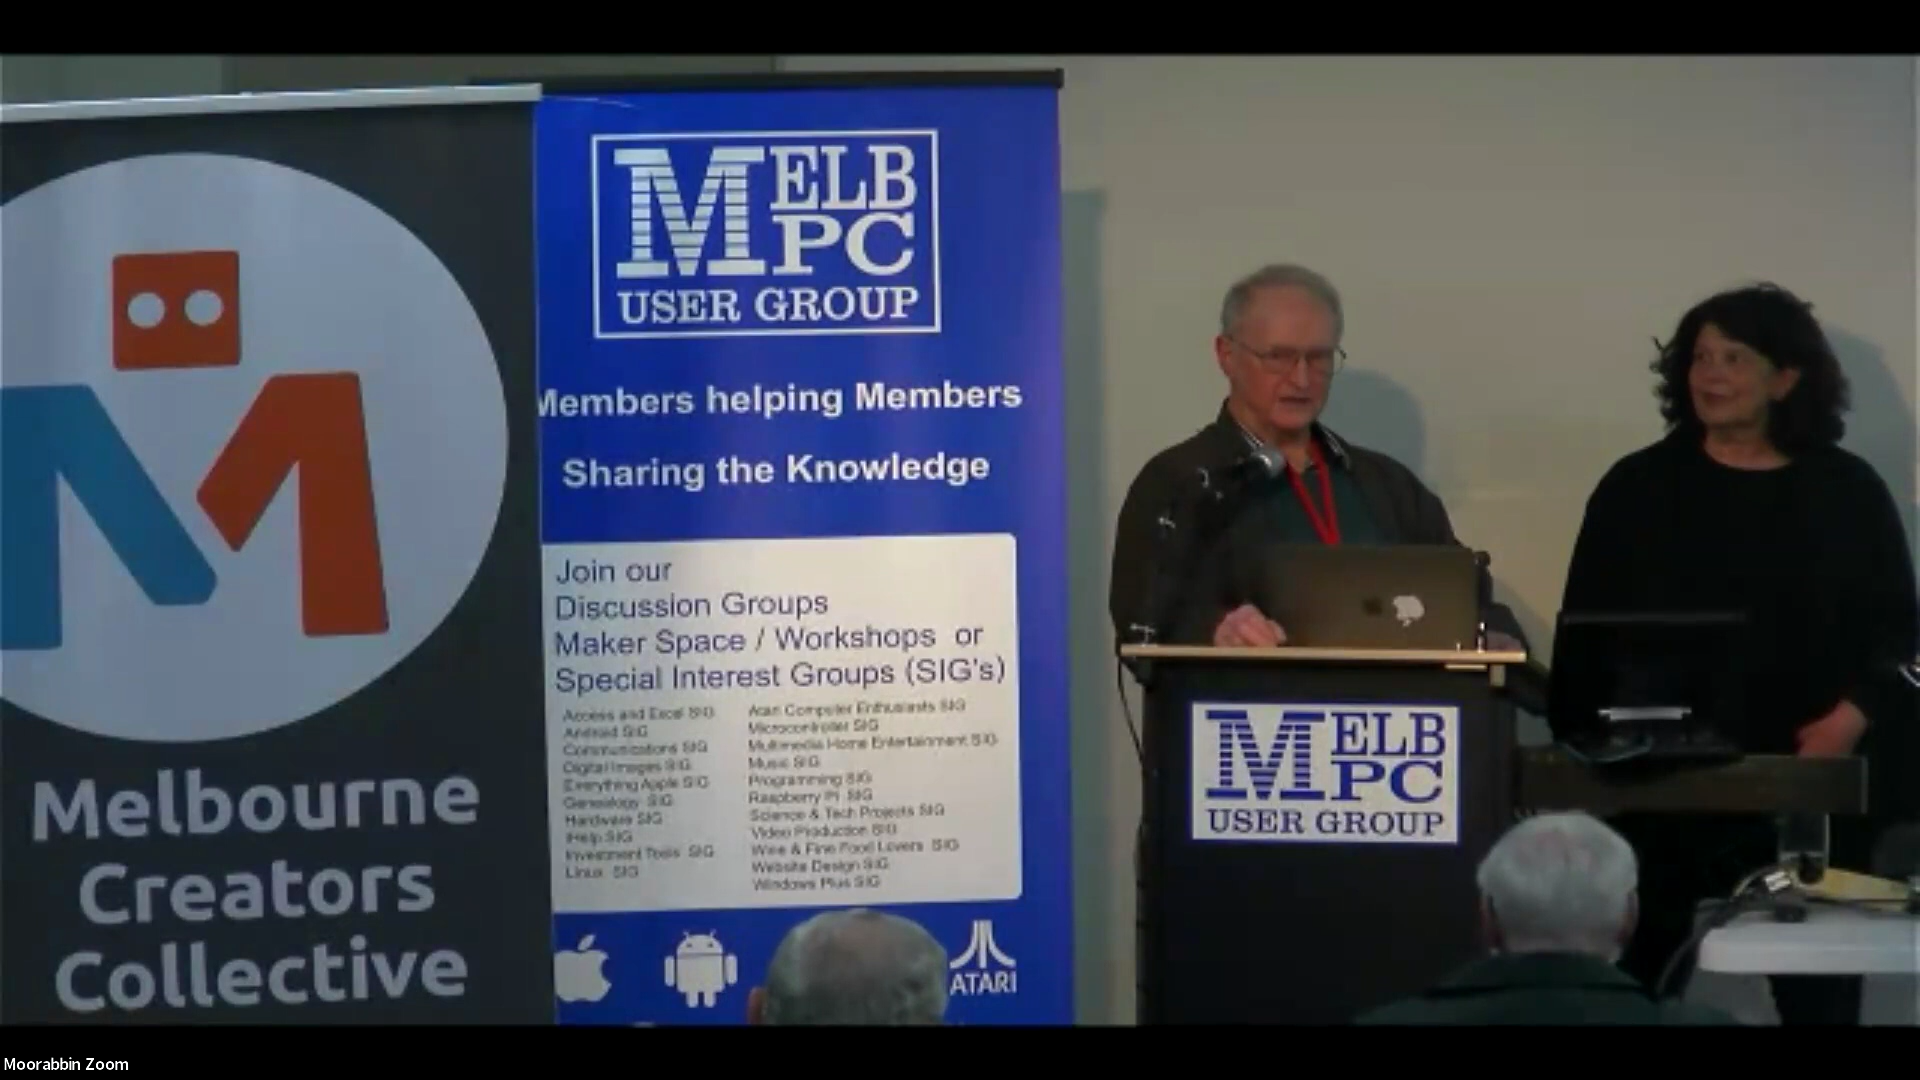 Melbourne
Creators
Collective
MELB
PC
USER GROUP
Members helping Members
Sharing the Knowledge
Join our
Discussion Groups
Maker Space / Workshops or
Special Interest Groups (SIG's)
Access and Excel SIG
Android SIG
Communications SIG
Digital Images SIG
Everything Apple SIG
Genealogy SIG
Hardware SIG
iHelp SIG
Investment Tools SIG
Linux SIG
Atari Computer Enthusiasts SIG
Microcontroller SIG
Multimedia Home Entertainment SIG
Music SIG
Programming SIG
Raspberry Pi SIG
Science & Tech Projects SIG
Video Production SIG
Wine & Fine Food Lovers SIG
Website Design SIG
Windows Plus SIG
ATARI
MELB
PC
USER GROUP
Moorabbin Zoom